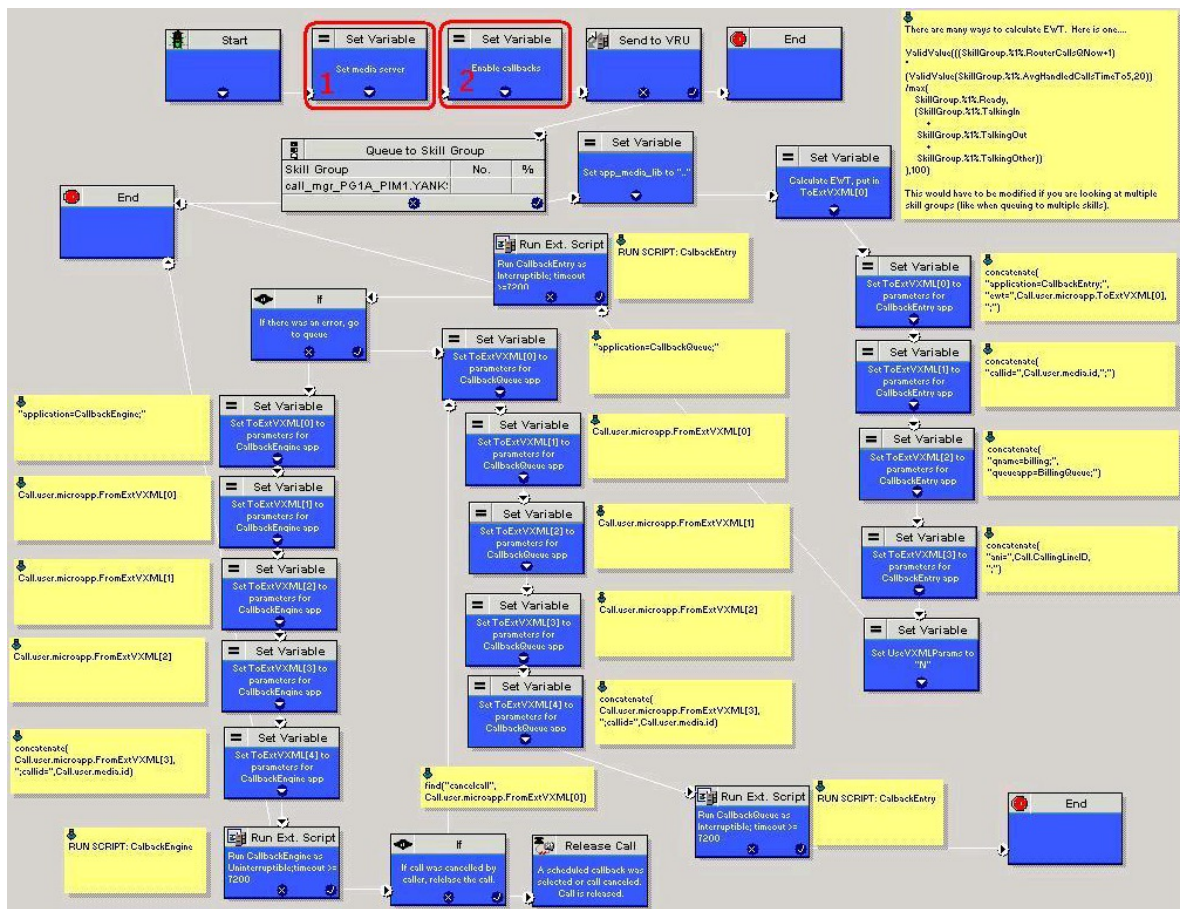 Start
= Set Variable
Set media server
1
= Set Variable
Enable callbacks
2
Send to VRU
End
There are many ways to calculate EWT. Here is one....
ValidValue(((SkillGroup.%1%.RouterCallsQNow+1)
*
(ValidValue(SkillGroup.%1%.AvgHandledCallsTimeTo5,20))
/max(
SkillGroup.%1%.Ready,
(SkillGroup.%1%.TalkingIn
+
SkillGroup.%1%.TalkingOut
+
SkillGroup.%1%.TalkingOther))
),100)
This would have to be modified if you are looking at multiple
skill groups (like when queuing to multiple skills).
Queue to Skill Group
Skill Group No. %
call_mgr_PG1A_PIM1.YANK
= Set Variable
Set app_media_lib to ".."
= Set Variable
Calculate EWT, put in
ToExtVXML[0]
End
Run Ext. Script
Run CallbackEntry as
Interruptible; timeout
>=7200
RUN SCRIPT: CalbackEntry
If
If there was an error, go
to queue
= Set Variable
Set ToExtVXML[0] to
parameters for
CallbackQueue app
"application=CallbackQueue;"
= Set Variable
Set ToExtVXML[0] to
parameters for
CallbackEntry app
concatenate(
"application=CallbackEntry;",
"ewt=",Call.user.microapp.ToExtVXML[0],
";")
= Set Variable
Set ToExtVXML[1] to
parameters for
CallbackEntry app
concatenate(
"callid=",Call.user.media.id,";")
= Set Variable
Set ToExtVXML[2] to
parameters for
CallbackEntry app
concatenate(
"qname=billing;",
"queueapp=BillingQueue;")
= Set Variable
Set ToExtVXML[3] to
parameters for
CallbackEntry app
concatenate(
"ani=",Call.CallingLineID,
";")
= Set Variable
Set UseVXMLParams to
"N"
"application=CallbackEngine;"
= Set Variable
Set ToExtVXML[0] to
parameters for
CallbackEngine app
Call.user.microapp.FromExtVXML[0]
= Set Variable
Set ToExtVXML[1] to
parameters for
CallbackEngine app
Call.user.microapp.FromExtVXML[1]
= Set Variable
Set ToExtVXML[2] to
parameters for
CallbackEngine app
Call.user.microapp.FromExtVXML[2]
= Set Variable
Set ToExtVXML[3] to
parameters for
CallbackEngine app
concatenate(
Call.user.microapp.FromExtVXML[3],
";callid=",Call.user.media.id)
= Set Variable
Set ToExtVXML[4] to
parameters for
CallbackEngine app
= Set Variable
Set ToExtVXML[1] to
parameters for
CallbackQueue app
Call.user.microapp.FromExtVXML[0]
= Set Variable
Set ToExtVXML[2] to
parameters for
CallbackQueue app
Call.user.microapp.FromExtVXML[1]
= Set Variable
Set ToExtVXML[3] to
parameters for
CallbackQueue app
Call.user.microapp.FromExtVXML[2]
= Set Variable
Set ToExtVXML[4] to
parameters for
CallbackQueue app
concatenate(
Call.user.microapp.FromExtVXML[3],
";callid=",Call.user.media.id)
find("cancelcall",
Call.user.microapp.FromExtVXML[0])
RUN SCRIPT: CalbackEngine
Run Ext. Script
Run CallbackEngine as
Uninterruptible;timeout >=
7200
If
If call was cancelled by
caller, relelase the call.
Release Call
A scheduled callback was
selected or call canceled.
Call is released.
Run Ext. Script
Run CallbackQueue as
Interruptible; timeout >=
7200
RUN SCRIPT: CalbackEntry
End